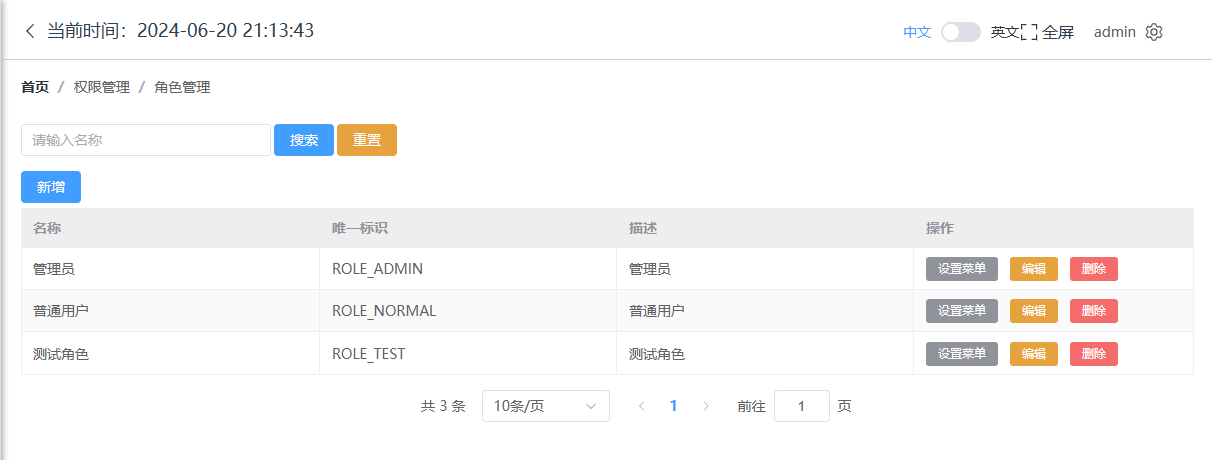 当前时间：2024-06-20 21:13:43 中文 英文 全屏 admin
首页 / 权限管理 / 角色管理
请输入名称 搜索 重置
新增
名称 唯一标识 描述 操作
管理员 ROLE_ADMIN 管理员 设置菜单 编辑 删除
普通用户 ROLE_NORMAL 普通用户 设置菜单 编辑 删除
测试角色 ROLE_TEST 测试角色 设置菜单 编辑 删除
共 3 条 10条/页 1 前往 1 页